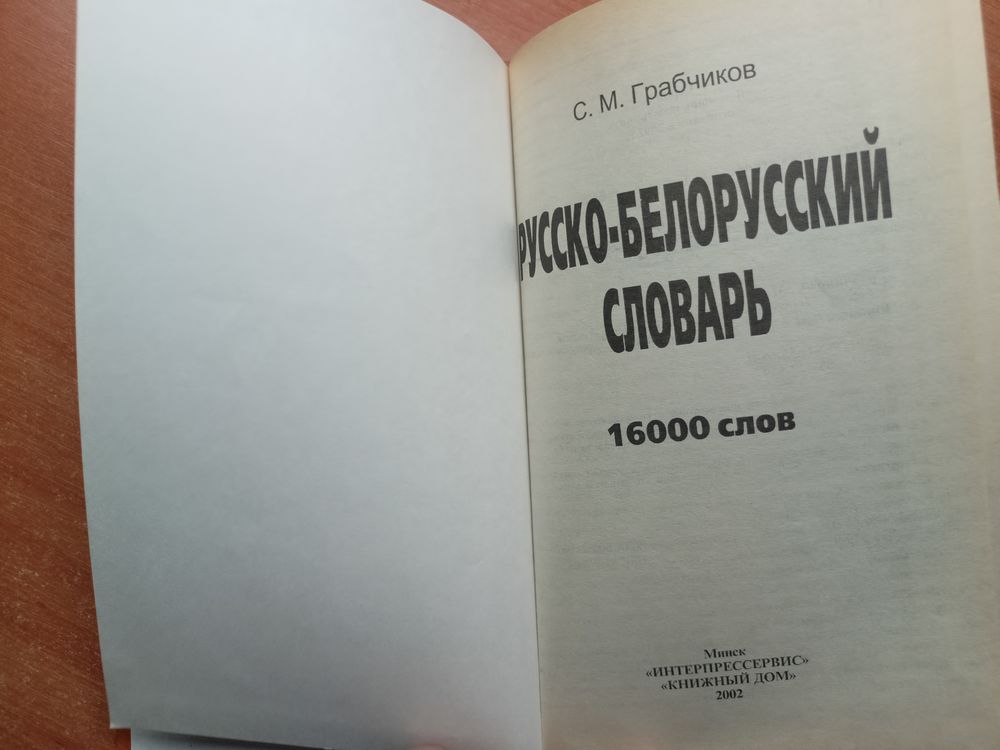 С. М. Грабчиков
РУССКО-БЕЛОРУССКИЙ
СЛОВАРЬ
16000 слов
Минск
«ИНТЕРПРЕССЕРВИС»
«КНИЖНЫЙ ДОМ»
2002